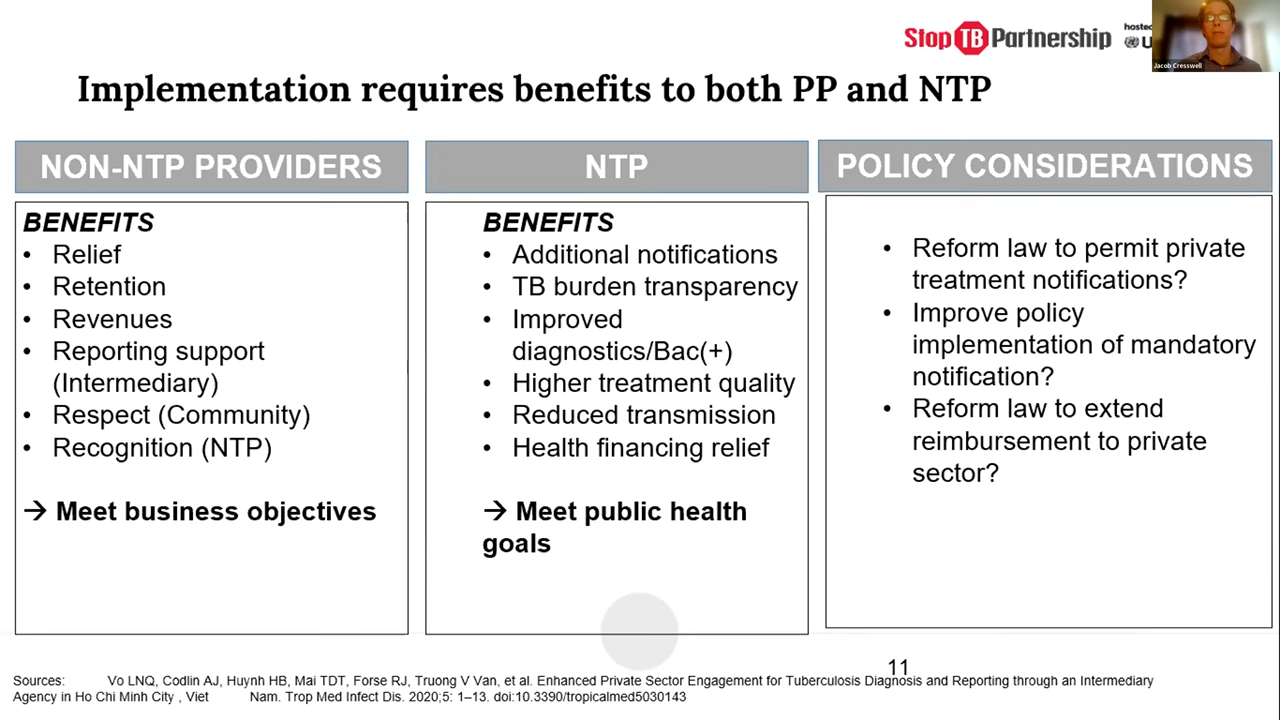 Stop TB Partnership
hosted
U
Jacob Cresswell
Implementation requires benefits to both PP and NTP
NON-NTP PROVIDERS
BENEFITS
• Relief
• Retention
• Revenues
• Reporting support
(Intermediary)
• Respect (Community)
• Recognition (NTP)
→ Meet business objectives
NTP
BENEFITS
• Additional notifications
• TB burden transparency
• Improved
diagnostics/Bac(+)
• Higher treatment quality
• Reduced transmission
• Health financing relief
→ Meet public health
goals
POLICY CONSIDERATIONS
• Reform law to permit private
treatment notifications?
• Improve policy
implementation of mandatory
notification?
• Reform law to extend
reimbursement to private
sector?
11
Sources: Vo LNQ, Codlin AJ, Huynh HB, Mai TDT, Forse RJ, Truong V Van, et al. Enhanced Private Sector Engagement for Tuberculosis Diagnosis and Reporting through an Intermediary
Agency in Ho Chi Minh City , Viet Nam. Trop Med Infect Dis. 2020;5: 1–13. doi:10.3390/tropicalmed5030143